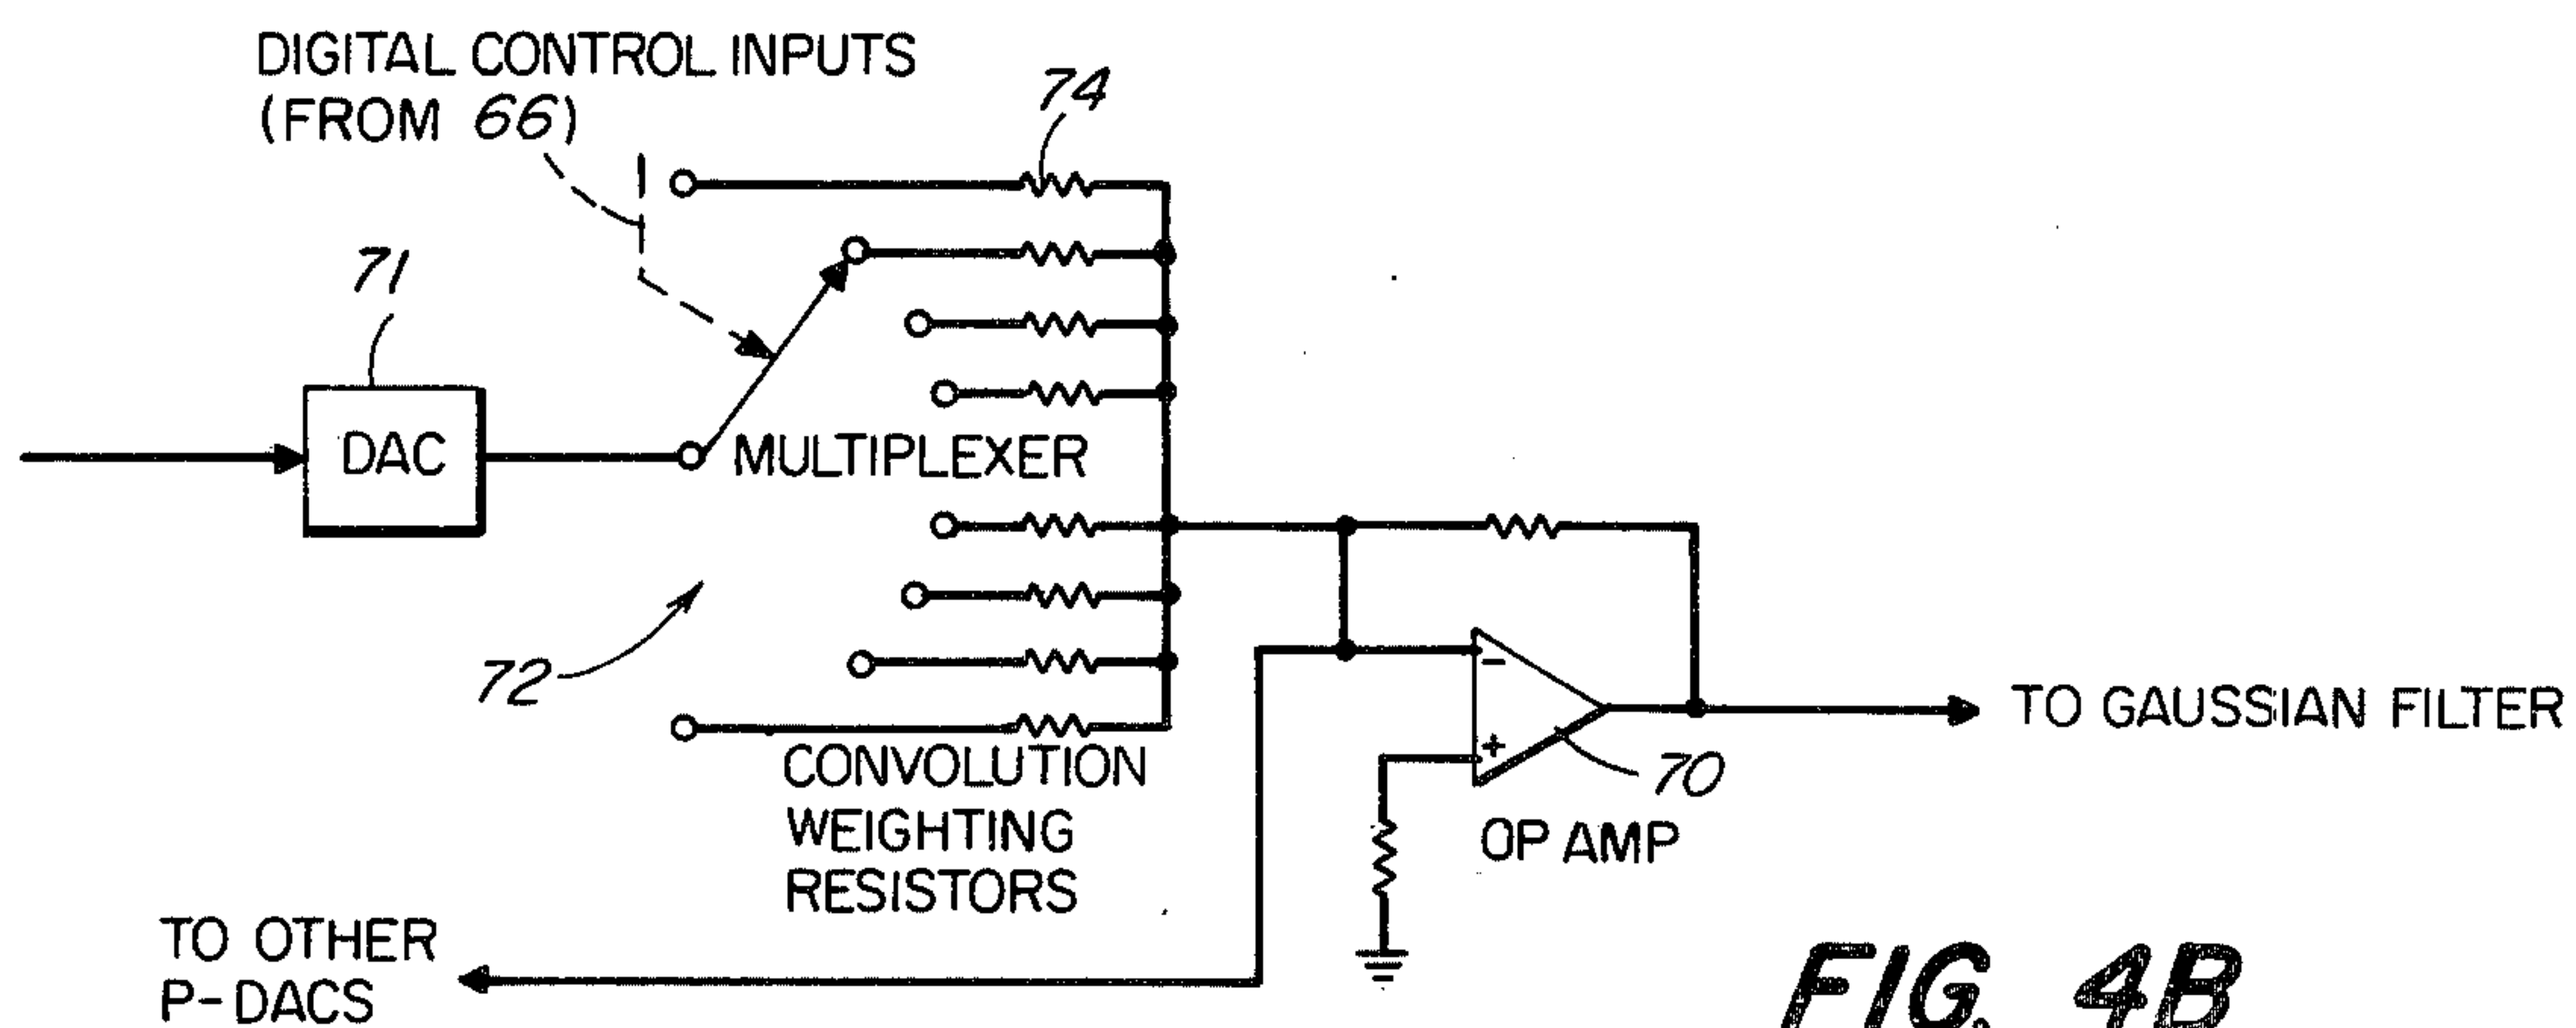 DIGITAL CONTROL INPUTS
(FROM 66)
74
71
DAC
MULTIPLEXER
72
-
+
TO GAUSSIAN FILTER
70
OP AMP
CONVOLUTION
WEIGHTING
RESISTORS
TO OTHER
P-DACS
FIG. 4B